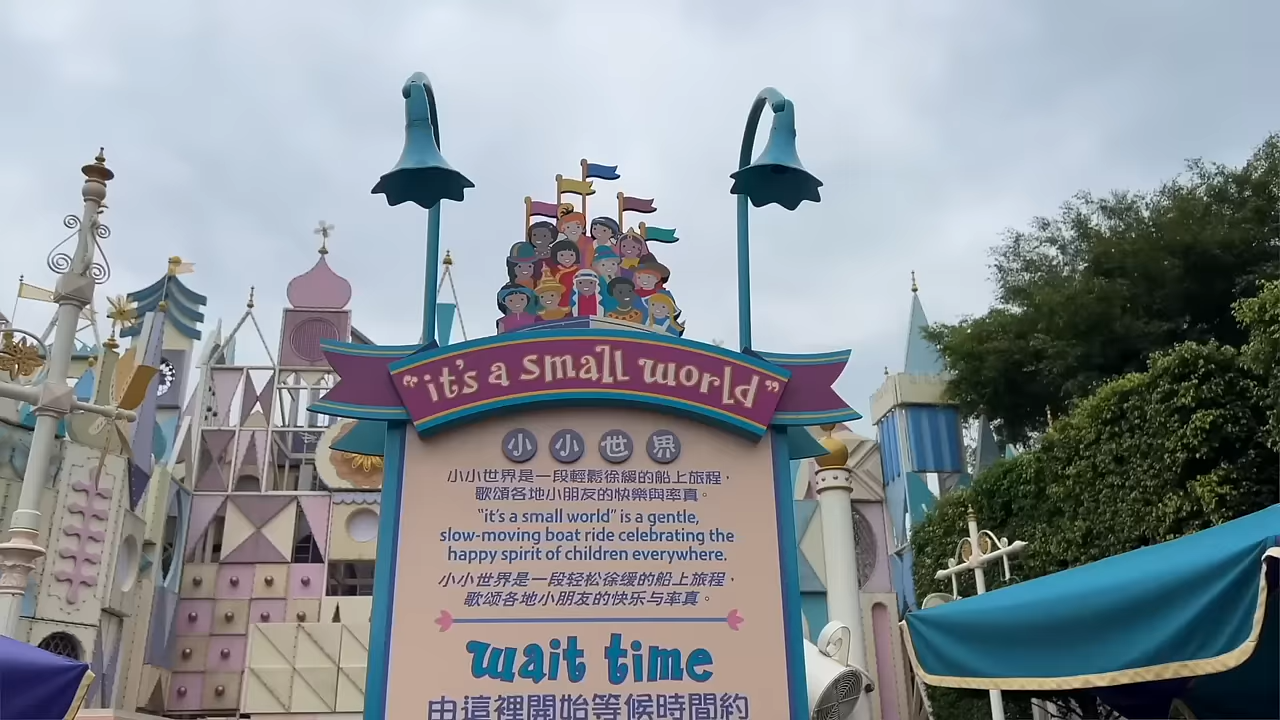 “it's a small world”
小小世界
小小世界是一段輕鬆徐緩的船上旅程，
歌頌各地小朋友的快樂與率真。
“it's a small world” is a gentle,
slow-moving boat ride celebrating the
happy spirit of children everywhere.
小小世界是一段轻松徐缓的船上旅程，
歌颂各地小朋友的快乐与率真。
wait time
由這裡開始等候時間約